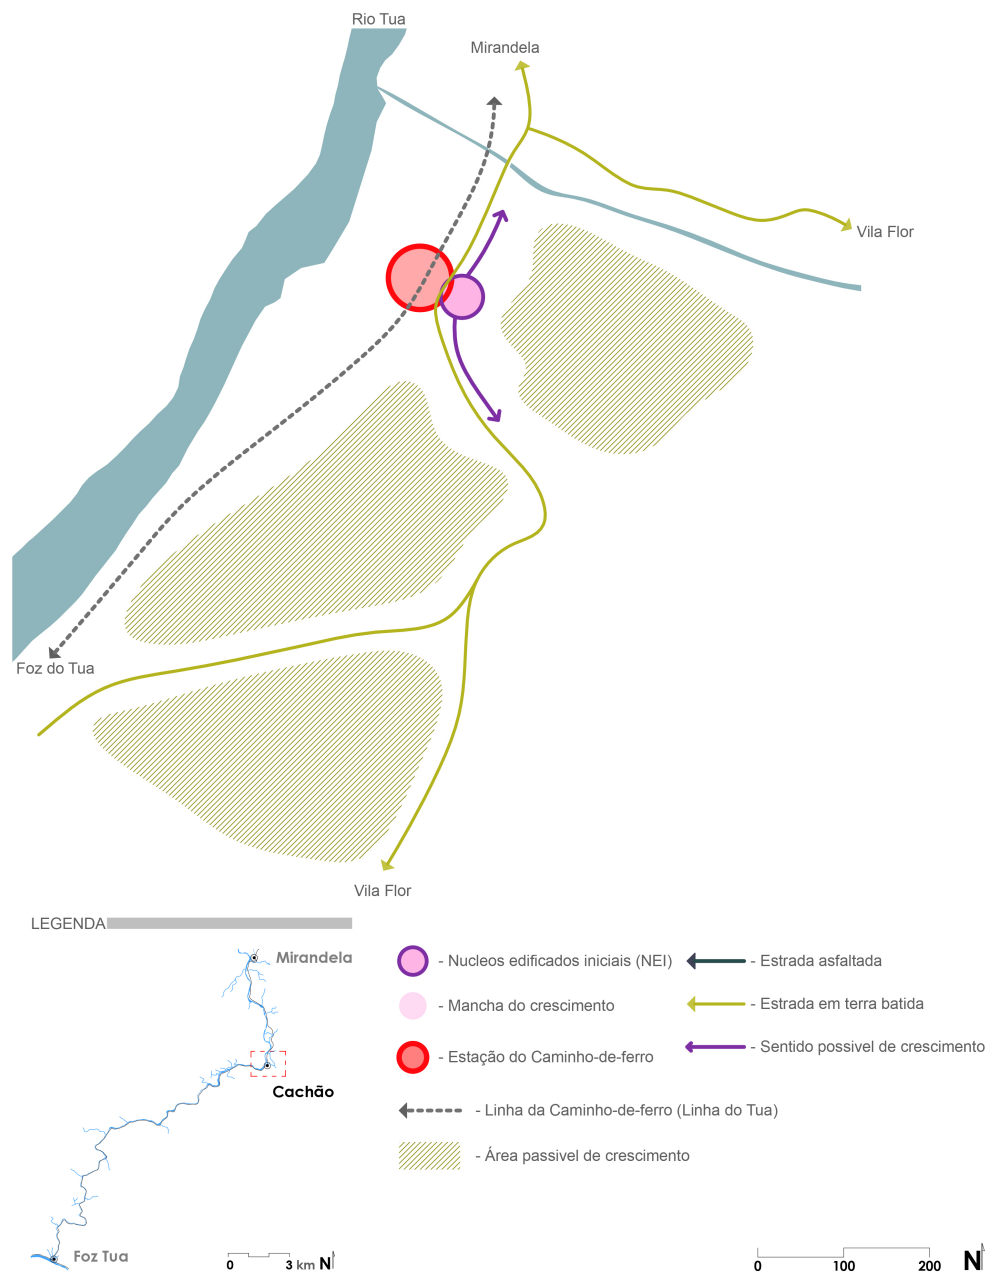 Rio Tua
Mirandela
Vila Flor
Foz do Tua
Vila Flor
LEGENDA
Mirandela
Cachão
Foz Tua
0 3 km N
- Nucleos edificados iniciais (NEI)
- Mancha do crescimento
- Estação do Caminho-de-ferro
- Linha da Caminho-de-ferro (Linha do Tua)
- Área passivel de crescimento
- Estrada asfaltada
- Estrada em terra batida
- Sentido possivel de crescimento
0 100 200 N